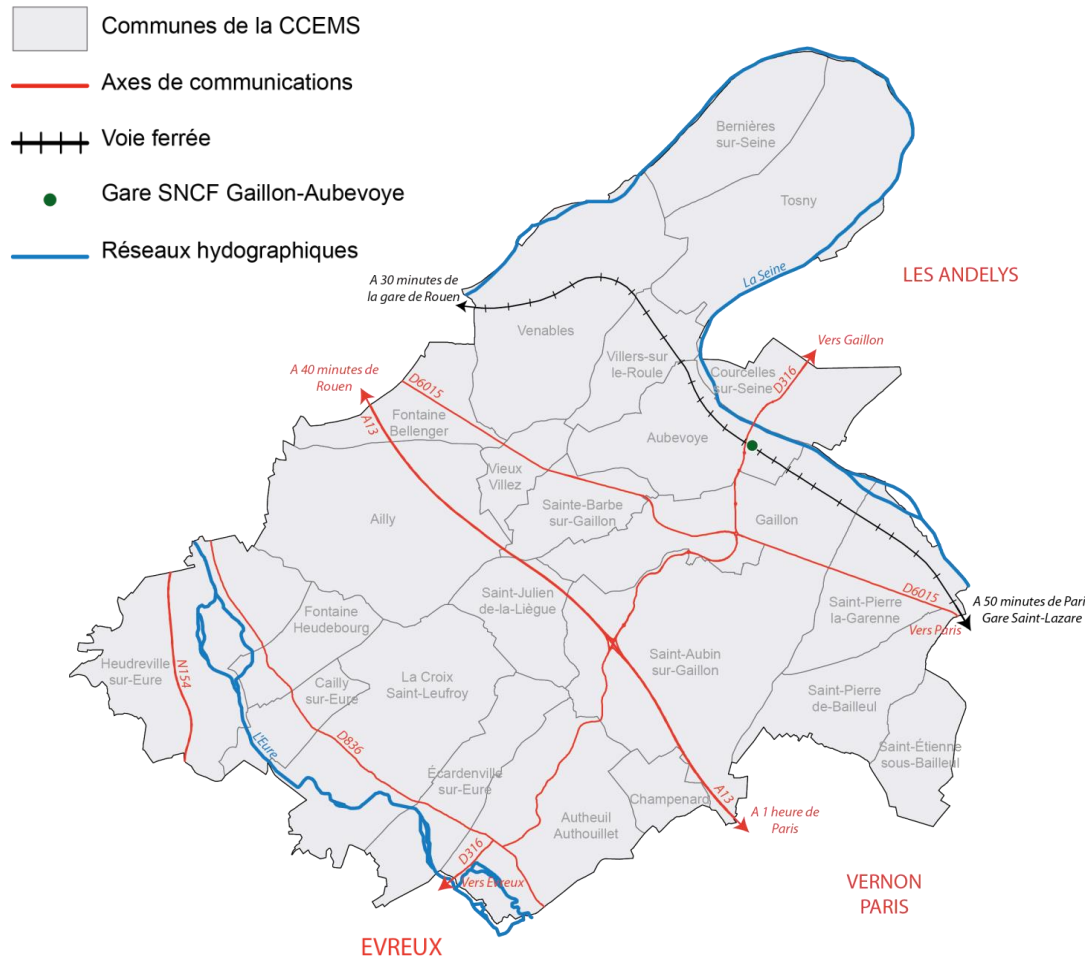 Communes de la CCEMS
Axes de communications
Voie ferrée
Gare SNCF Gaillon-Aubevoye
Réseaux hydographiques
Bernières
sur-Seine
Tosny
La Seine
LES ANDELYS
A 30 minutes de
la gare de Rouen
Venables
Villers-sur
le-Roule
Vers Gaillon
Courcelles
sur-Seine
D316
A 40 minutes de
Rouen
D6015
A13
Fontaine
Bellenger
Aubevoye
Vieux
Villez
Sainte-Barbe
sur-Gaillon
Ailly
Gaillon
Saint-Julien
de-la-Liègue
D6015
Saint-Pierre
la-Garenne
Vers Paris
A 50 minutes de Pari
Gare Saint-Lazare
Fontaine
Heudebourg
Heudreville
sur-Eure
N154
Cailly
sur-Eure
La Croix
Saint-Leufroy
Saint-Aubin
sur-Gaillon
Saint-Pierre
de-Bailleul
L'Eure
D836
Saint-Étienne
sous-Bailleul
Écardenville
sur-Eure
Champenard
A13
A 1 heure de
Paris
Autheuil
Authouillet
D316
Vers Evreux
VERNON
PARIS
EVREUX